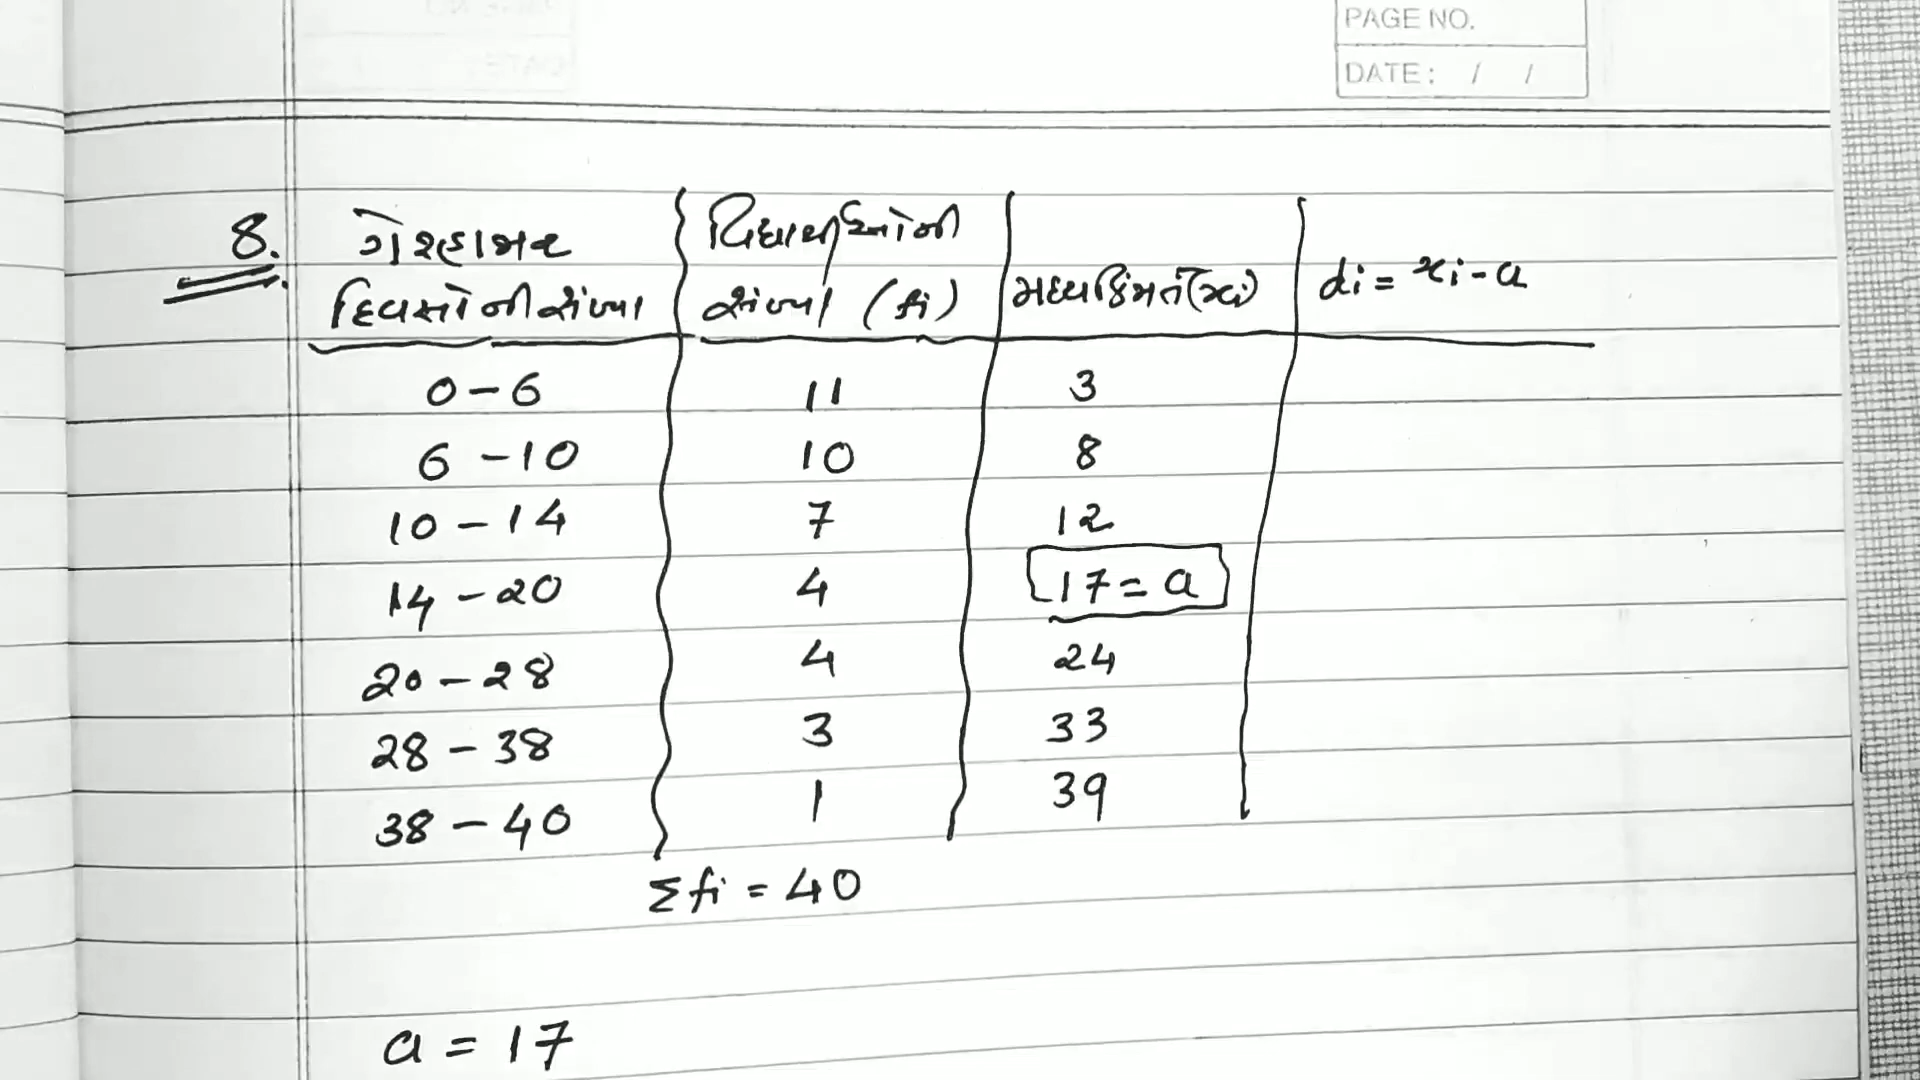 PAGE NO.
DATE: / /
8. ગેરહાજર દિવસોની સંખ્યા | વિદ્યાર્થીઓની સંખ્યા (fi) | મધ્યકિંમત (xi) | di = xi - a
0 - 6 11 3
6 - 10 10 8
10 - 14 7 12
14 - 20 4 17 = a
20 - 28 4 24
28 - 38 3 33
38 - 40 1 39
Σfi = 40
a = 17